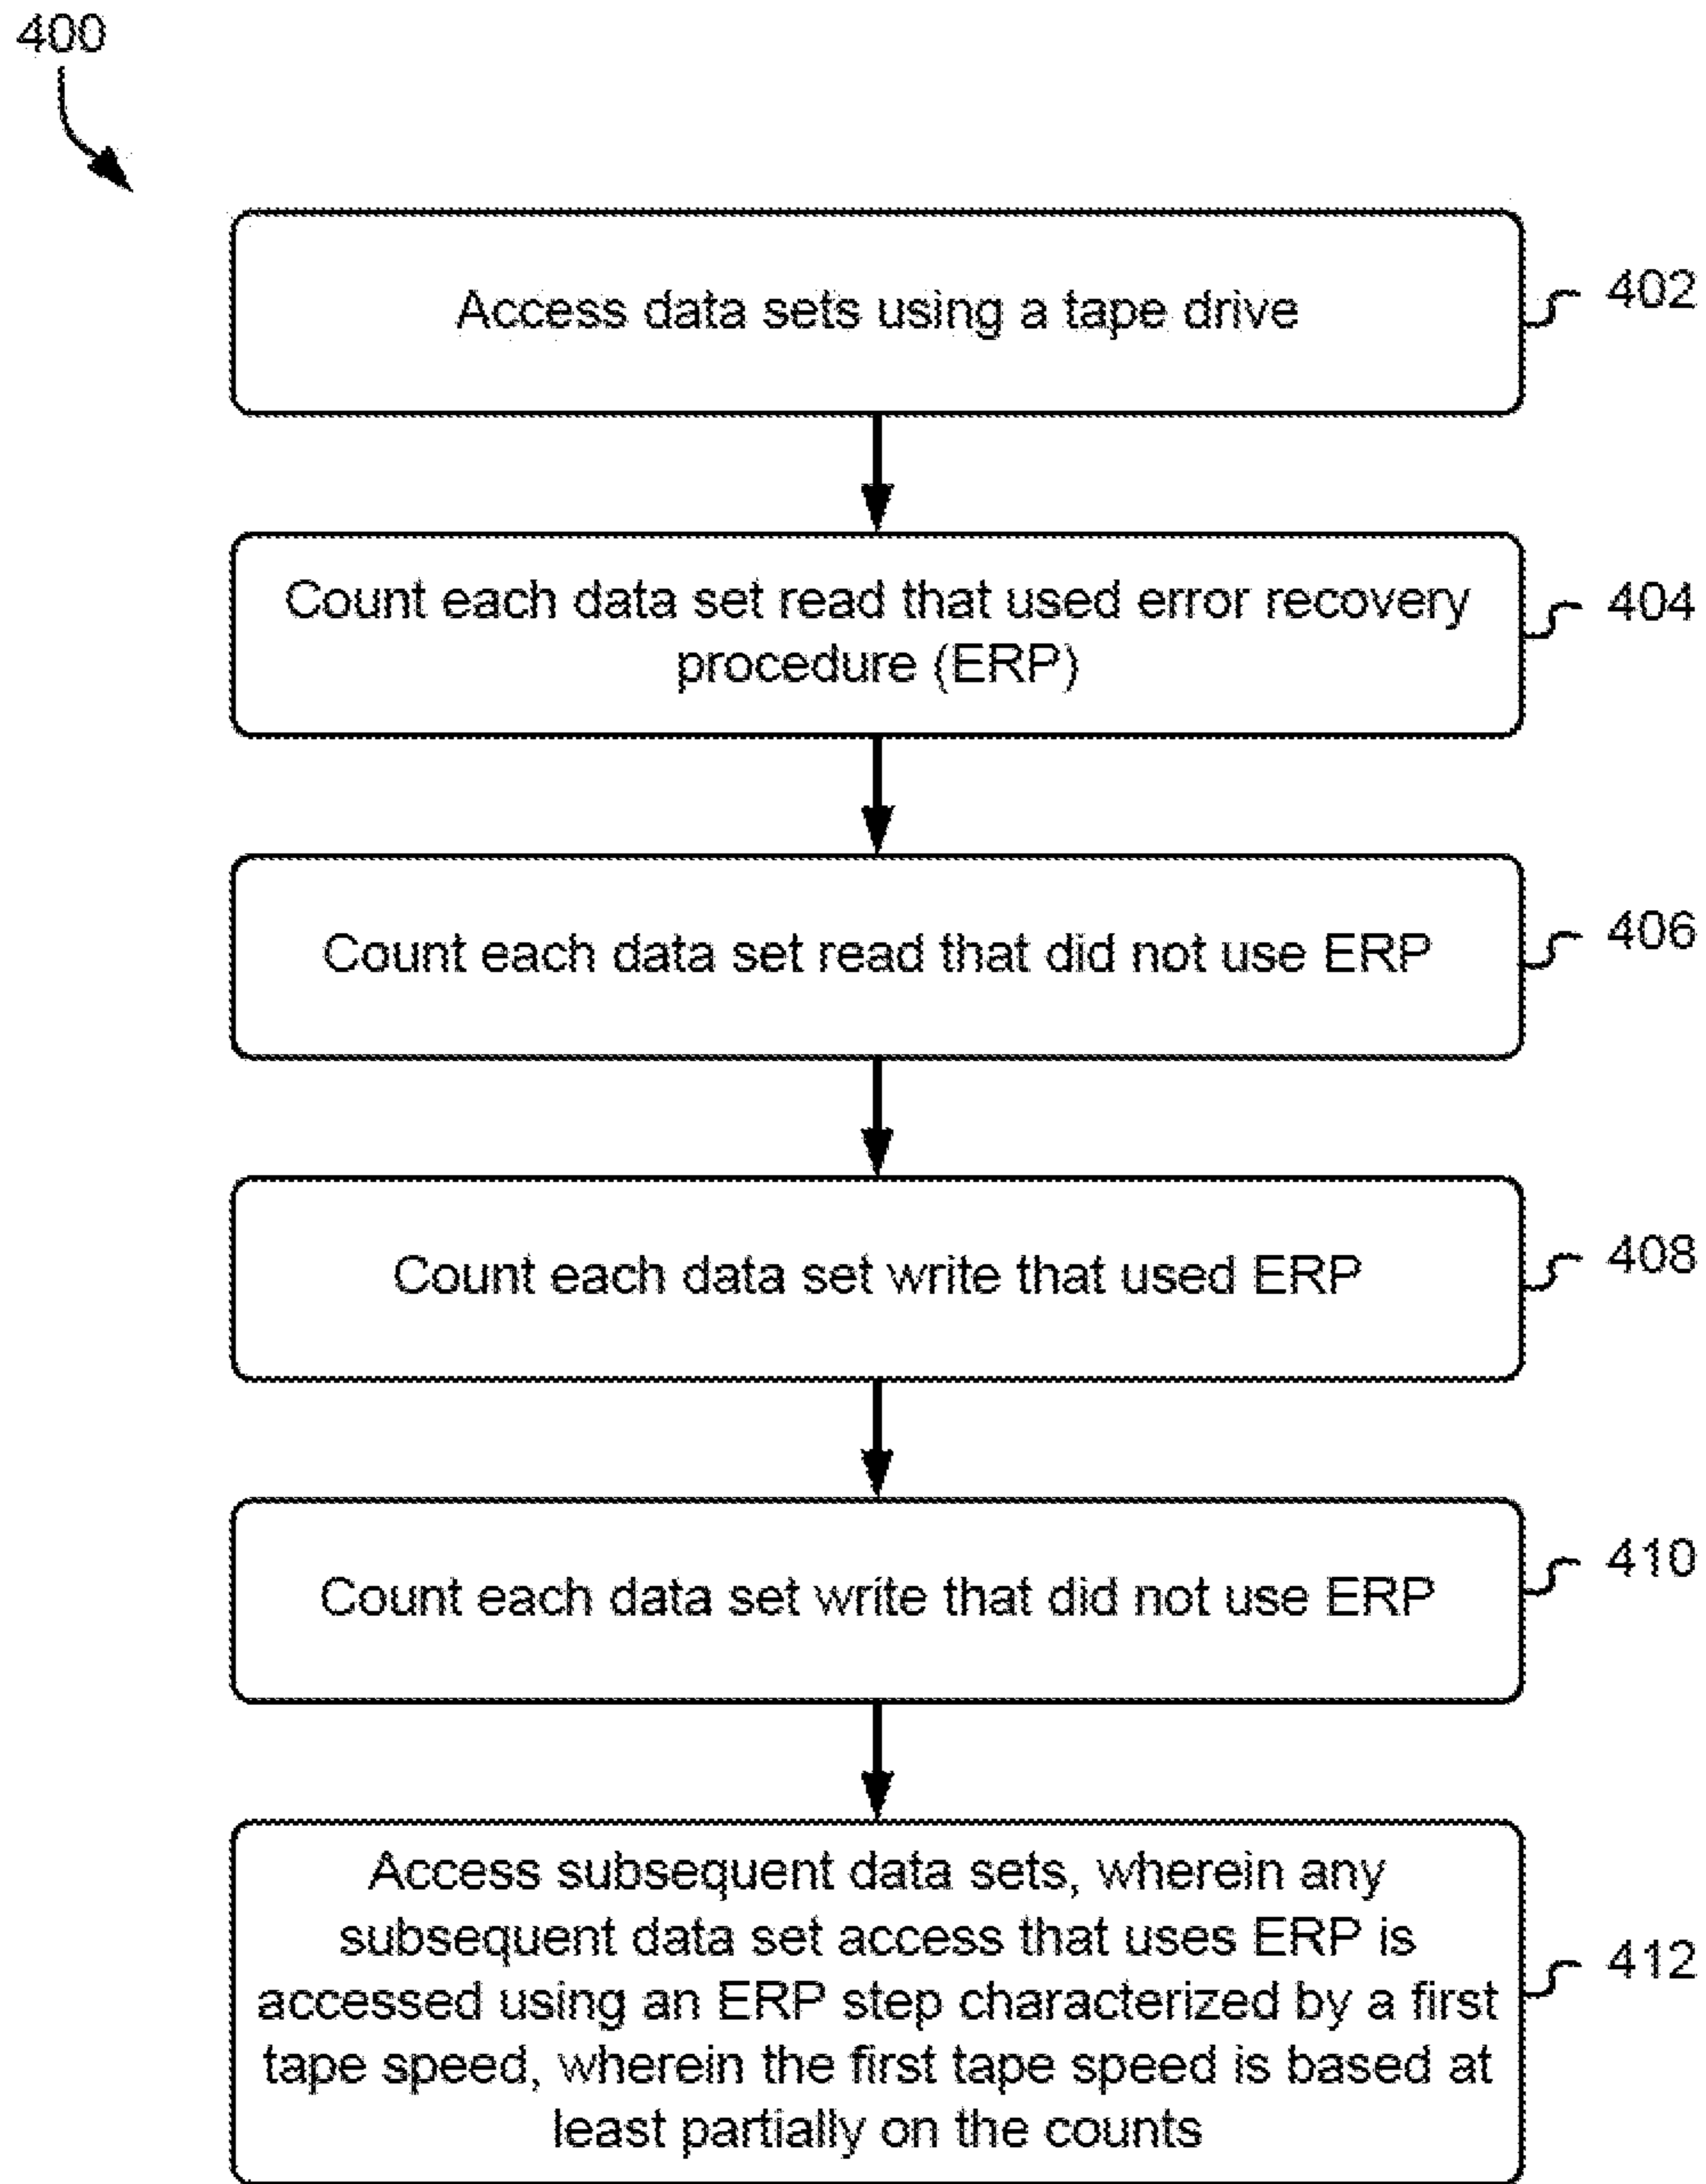 400
Access data sets using a tape drive
402
Count each data set read that used error recovery
procedure (ERP)
404
Count each data set read that did not use ERP
406
Count each data set write that used ERP
408
Count each data set write that did not use ERP
410
Access subsequent data sets, wherein any
subsequent data set access that uses ERP is
accessed using an ERP step characterized by a first
tape speed, wherein the first tape speed is based at
least partially on the counts
412